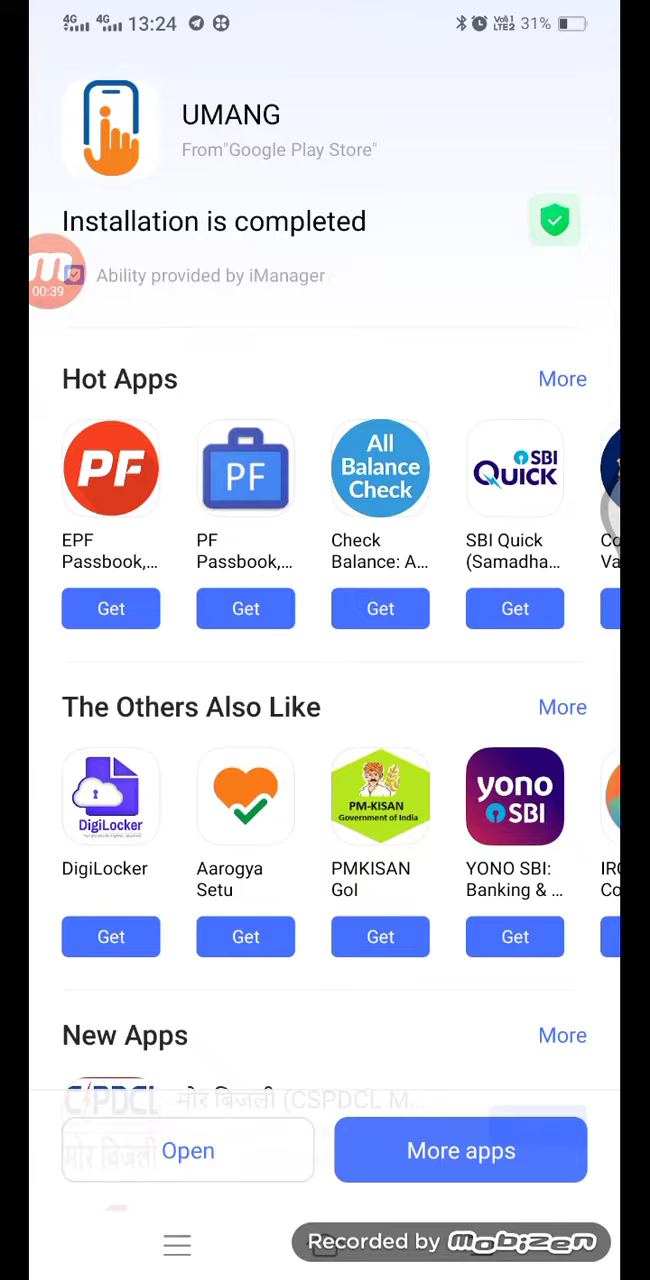 4G 4G 13:24 VoLTE1 LTE2 31%
UMANG
From"Google Play Store"
Installation is completed
00:39
Ability provided by iManager
Hot Apps More
PF
PF
All Balance Check
SBI Quick
EPF Passbook,...
PF Passbook,...
Check Balance: A...
SBI Quick (Samadha...
Co
Va
Get Get Get Get
The Others Also Like More
DigiLocker
PM-KISAN
Government of India
yono SBI
DigiLocker
Aarogya Setu
PMKISAN GoI
YONO SBI: Banking & ...
IR
Co
Get Get Get Get
New Apps More
CSPDCL मोर बिजली (CSPDCL M...
मोर बिजली
Open More apps
Recorded by mobizen